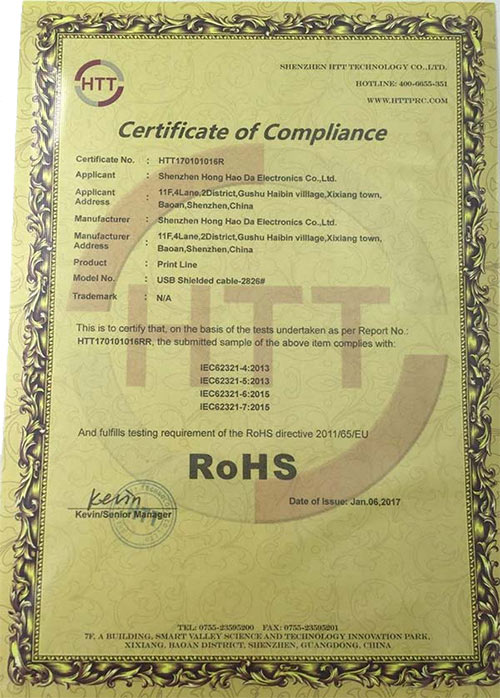 HTT
SHENZHEN HTT TECHNOLOGY CO.,LTD.
HOTLINE: 400-6655-351
WWW.HTTPRC.COM
Certificate of Compliance
Certificate No. : HTT170101016R
Applicant : Shenzhen Hong Hao Da Electronics Co.,Ltd.
Applicant Address : 11F,4Lane,2District,Gushu Haibin villlage,Xixiang town,
Baoan,Shenzhen,China
Manufacturer : Shenzhen Hong Hao Da Electronics Co.,Ltd.
Manufacturer Address : 11F,4Lane,2District,Gushu Haibin villlage,Xixiang town,
Baoan,Shenzhen,China
Product : Print Line
Model No. : USB Shielded cable-2826#
Trademark : N/A
HTT
This is to certify that, on the basis of the tests undertaken as per Report No.:
HTT170101016RR, the submitted sample of the above item complies with:
IEC62321-4:2013
IEC62321-5:2013
IEC62321-6:2015
IEC62321-7:2015
And fulfills testing requirement of the RoHS directive 2011/65/EU
RoHS
Kevin
Kevin/Senior Manager
Date of Issue: Jan.06,2017
TEL: 0755-23595200 FAX: 0755-23595201
7F, A BUILDING, SMART VALLEY SCIENCE AND TECHNOLOGY INNOVATION PARK,
XIXIANG, BAOAN DISTRICT, SHENZHEN, GUANGDONG, CHINA